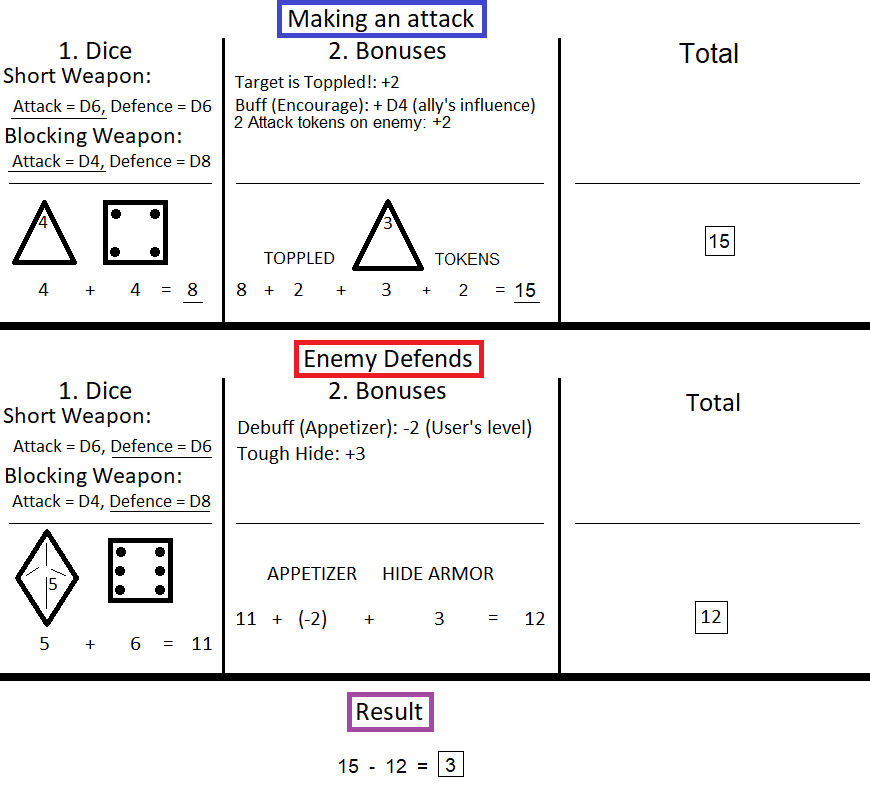 Making an attack
1. Dice
Short Weapon:
Attack = D6, Defence = D6
Blocking Weapon:
Attack = D4, Defence = D8
4
4 + 4 = 8
2. Bonuses
Target is Toppled!: +2
Buff (Encourage): + D4 (ally's influence)
2 Attack tokens on enemy: +2
3
TOPPLED TOKENS
8 + 2 + 3 + 2 = 15
Total
15
Enemy Defends
1. Dice
Short Weapon:
Attack = D6, Defence = D6
Blocking Weapon:
Attack = D4, Defence = D8
5
5 + 6 = 11
2. Bonuses
Debuff (Appetizer): -2 (User's level)
Tough Hide: +3
APPETIZER HIDE ARMOR
11 + (-2) + 3 = 12
Total
12
Result
15 - 12 = 3